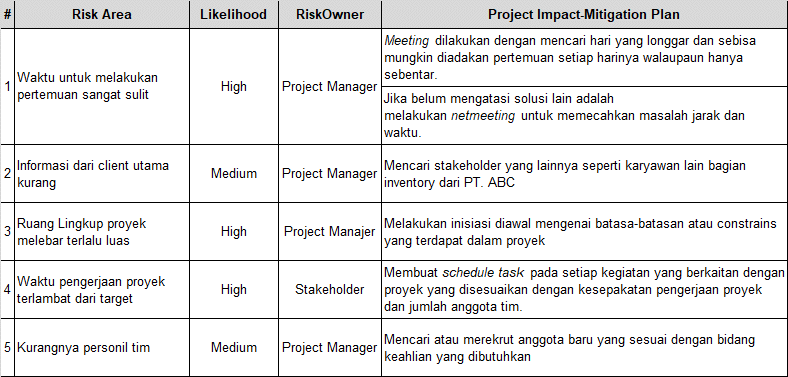 # Risk Area Likelihood RiskOwner Project Impact-Mitigation Plan
1
Waktu untuk melakukan
pertemuan sangat sulit
High
Project Manager
Meeting dilakukan dengan mencari hari yang longgar dan sebisa
mungkin diadakan pertemuan setiap harinya walaupaun hanya
sebentar.
Jika belum mengatasi solusi lain adalah
melakukan netmeeting untuk memecahkan masalah jarak dan
waktu.
2
Informasi dari client utama
kurang
Medium
Project Manager
Mencari stakeholder yang lainnya seperti karyawan lain bagian
inventory dari PT. ABC
3
Ruang Lingkup proyek
melebar terlalu luas
High
Project Manajer
Melakukan inisiasi diawal mengenai batasa-batasan atau constrains
yang terdapat dalam proyek
4
Waktu pengerjaan proyek
terlambat dari target
High
Stakeholder
Membuat schedule task pada setiap kegiatan yang berkaitan dengan
proyek yang disesuaikan dengan kesepakatan pengerjaan proyek
dan jumlah anggota tim.
5
Kurangnya personil tim
Medium
Project Manager
Mencari atau merekrut anggota baru yang sesuai dengan bidang
keahlian yang dibutuhkan